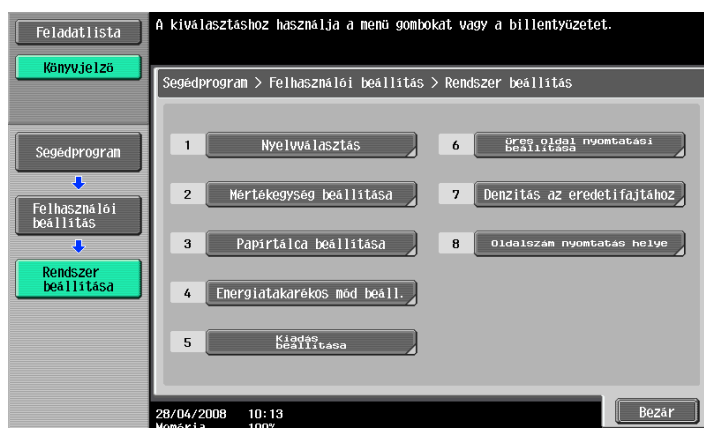 Feladatlista
A kiválasztáshoz használja a menü gombokat vagy a billentyűzetet.
Könyvjelző
Segédprogram > Felhasználói beállítás > Rendszer beállítás
1 Nyelvválasztás
6 üres oldal nyomtatási
beállítása
Segédprogram
2 Mértékegység beállítása
7 Denzitás az eredetifajtához
Felhasználói
beállítás
3 Papírtálca beállítása
8 Oldalszám nyomtatás helye
Rendszer
beállítása
4 Energiatakarékos mód beáll.
5 Kiadás
beállítása
28/04/2008 10:13
Bezár
Memória 100%